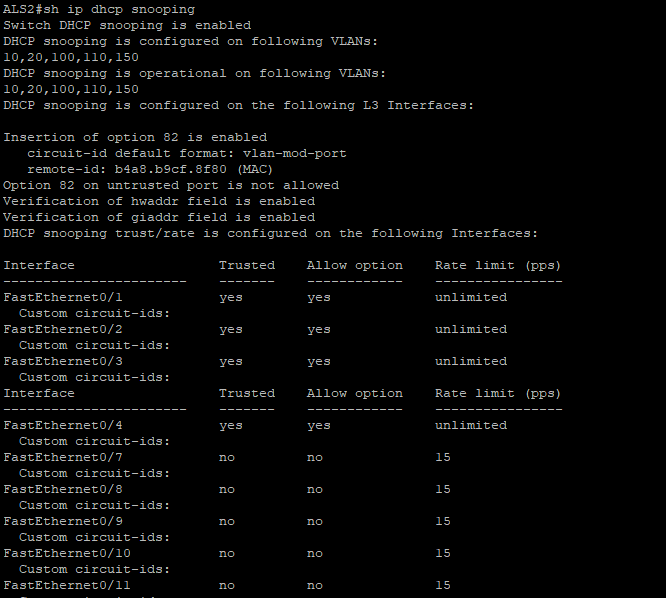 ALS2#sh ip dhcp snooping
Switch DHCP snooping is enabled
DHCP snooping is configured on following VLANs:
10,20,100,110,150
DHCP snooping is operational on following VLANs:
10,20,100,110,150
DHCP snooping is configured on the following L3 Interfaces:

Insertion of option 82 is enabled
   circuit-id default format: vlan-mod-port
   remote-id: b4a8.b9cf.8f80 (MAC)
Option 82 on untrusted port is not allowed
Verification of hwaddr field is enabled
Verification of giaddr field is enabled
DHCP snooping trust/rate is configured on the following Interfaces:

Interface                  Trusted    Allow option    Rate limit (pps)
-----------------------    -------    ------------    ----------------
FastEthernet0/1            yes        yes             unlimited
  Custom circuit-ids:
FastEthernet0/2            yes        yes             unlimited
  Custom circuit-ids:
FastEthernet0/3            yes        yes             unlimited
  Custom circuit-ids:
Interface                  Trusted    Allow option    Rate limit (pps)
-----------------------    -------    ------------    ----------------
FastEthernet0/4            yes        yes             unlimited
  Custom circuit-ids:
FastEthernet0/7            no         no              15
  Custom circuit-ids:
FastEthernet0/8            no         no              15
  Custom circuit-ids:
FastEthernet0/9            no         no              15
  Custom circuit-ids:
FastEthernet0/10           no         no              15
  Custom circuit-ids:
FastEthernet0/11           no         no              15